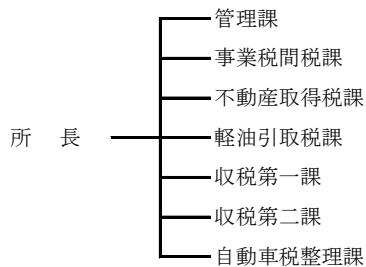 管理課
事業税間税課
不動産取得税課
所　長
軽油引取税課
収税第一課
収税第二課
自動車税整理課